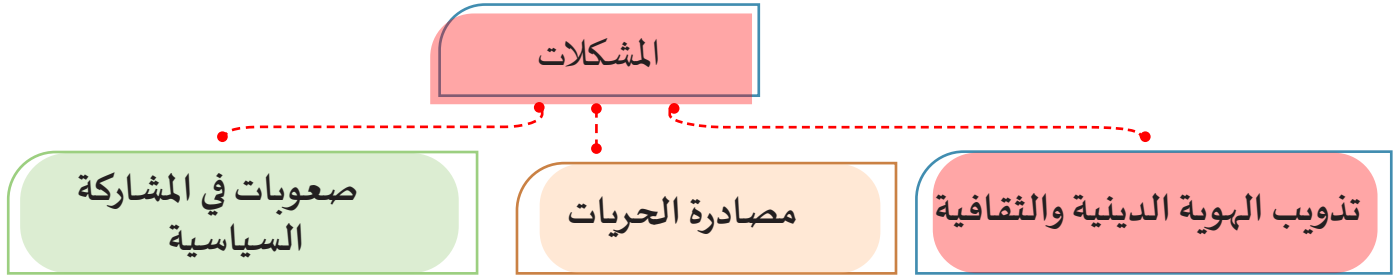 المشكلات
تذويب الهوية الدينية والثقافية
مصادرة الحريات
صعوبات في المشاركة
السياسية